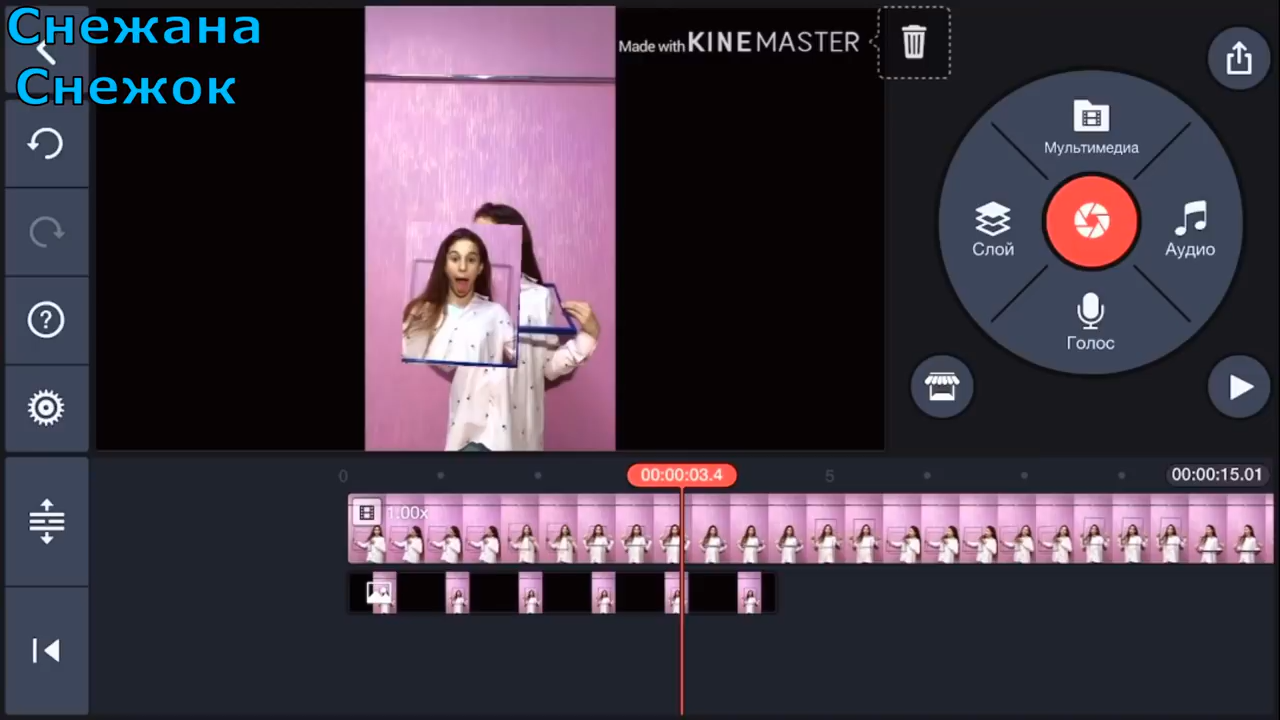 Снежана
Снежок
Made with KINEMASTER
Мультимедиа
Слой
Аудио
Голос
0
00:00:03.4
5
00:00:15.01
1.00x